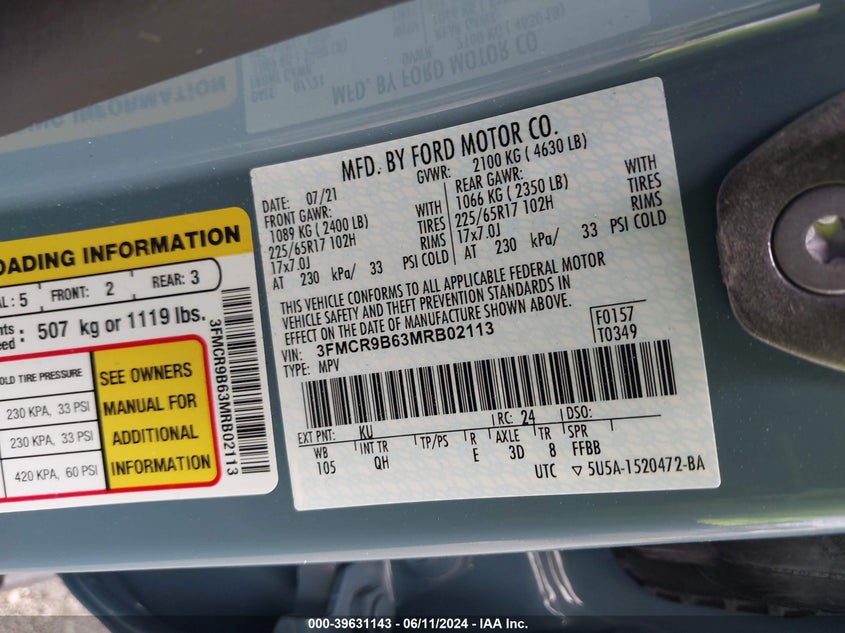 MFD. BY FORD MOTOR CO.
DATE: 07/21 GVWR: 2100 KG ( 4630 LB)
FRONT GAWR: REAR GAWR:
1089 KG ( 2400 LB) WITH 1066 KG ( 2350 LB) WITH
225/65R17 102H TIRES 225/65R17 102H TIRES
17x7.0J RIMS 17x7.0J RIMS
AT 230 kPa/ 33 PSI COLD AT 230 kPa/ 33 PSI COLD
THIS VEHICLE CONFORMS TO ALL APPLICABLE FEDERAL MOTOR
VEHICLE SAFETY AND THEFT PREVENTION STANDARDS IN
EFFECT ON THE DATE OF MANUFACTURE SHOWN ABOVE.
VIN: 3FMCR9B63MRB02113
TYPE: MPV
F0157
T0349
EXT PNT: KU RC: 24 DSO:
WB INT TR TP/PS R AXLE TR SPR
105 QH E 3D 8 FFBB
UTC ▽ 5U5A-1520472-BA
OADING INFORMATION
AL: 5 FRONT: 2 REAR: 3
507 kg or 1119 lbs.
OLD TIRE PRESSURE
230 KPA, 33 PSI
230 KPA, 33 PSI
420 KPA, 60 PSI
SEE OWNERS
MANUAL FOR
ADDITIONAL
INFORMATION
3FMCR9B63MRB02113
000-39631143 - 06/11/2024 - IAA Inc.